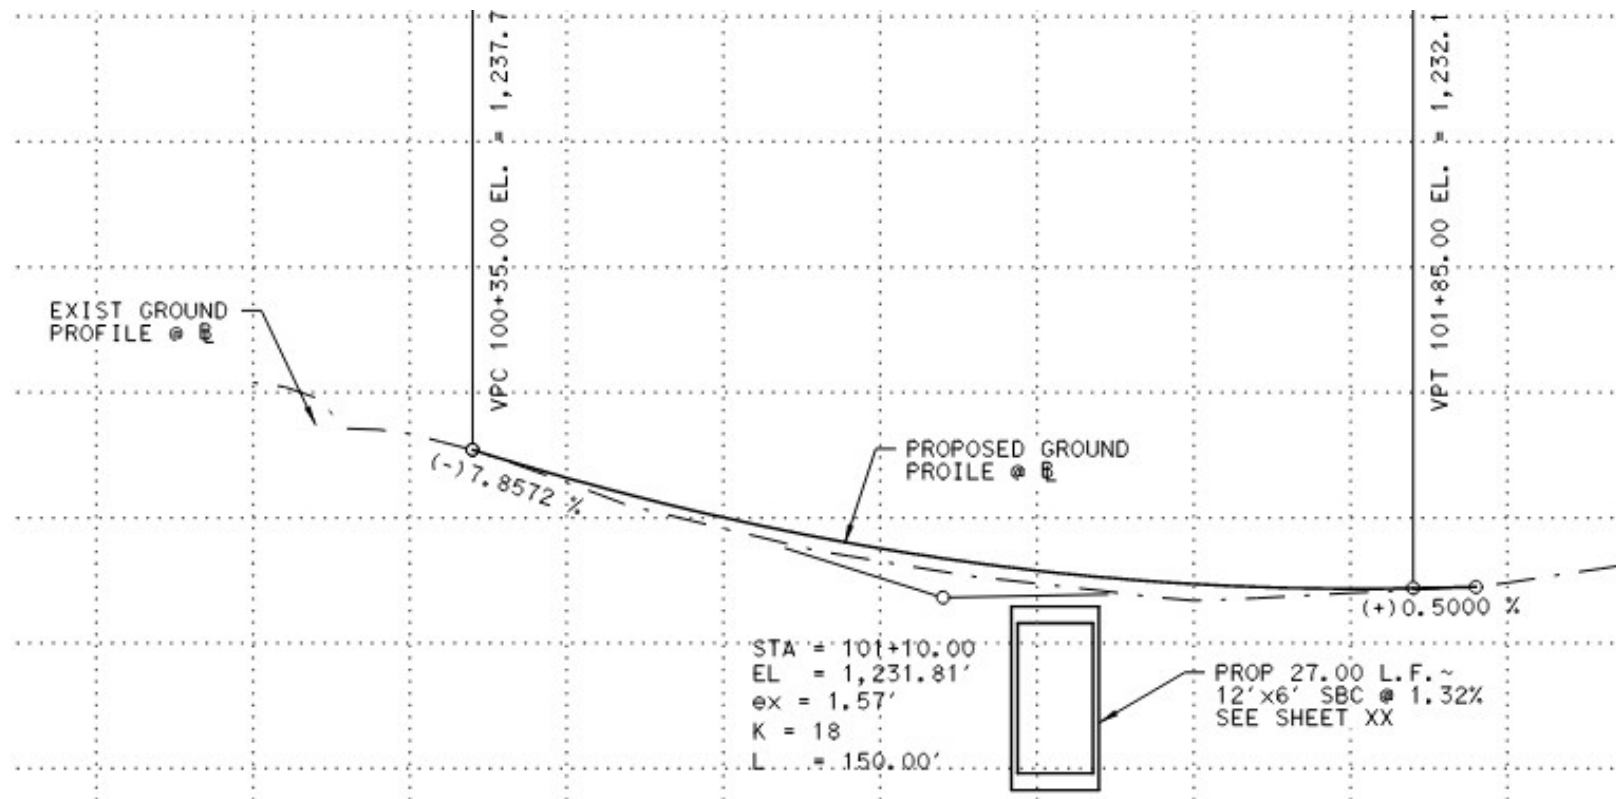 VPC 100+35.00 EL. = 1,237.7
VPT 101+85.00 EL. = 1,232.1
EXIST GROUND
PROFILE @ ℄
(-)7.8572 %
PROPOSED GROUND
PROILE @ ℄
(+)0.5000 %
STA = 101+10.00
EL = 1,231.81'
ex = 1.57'
K = 18
L = 150.00'
PROP 27.00 L.F.~
12'x6' SBC @ 1.32%
SEE SHEET XX